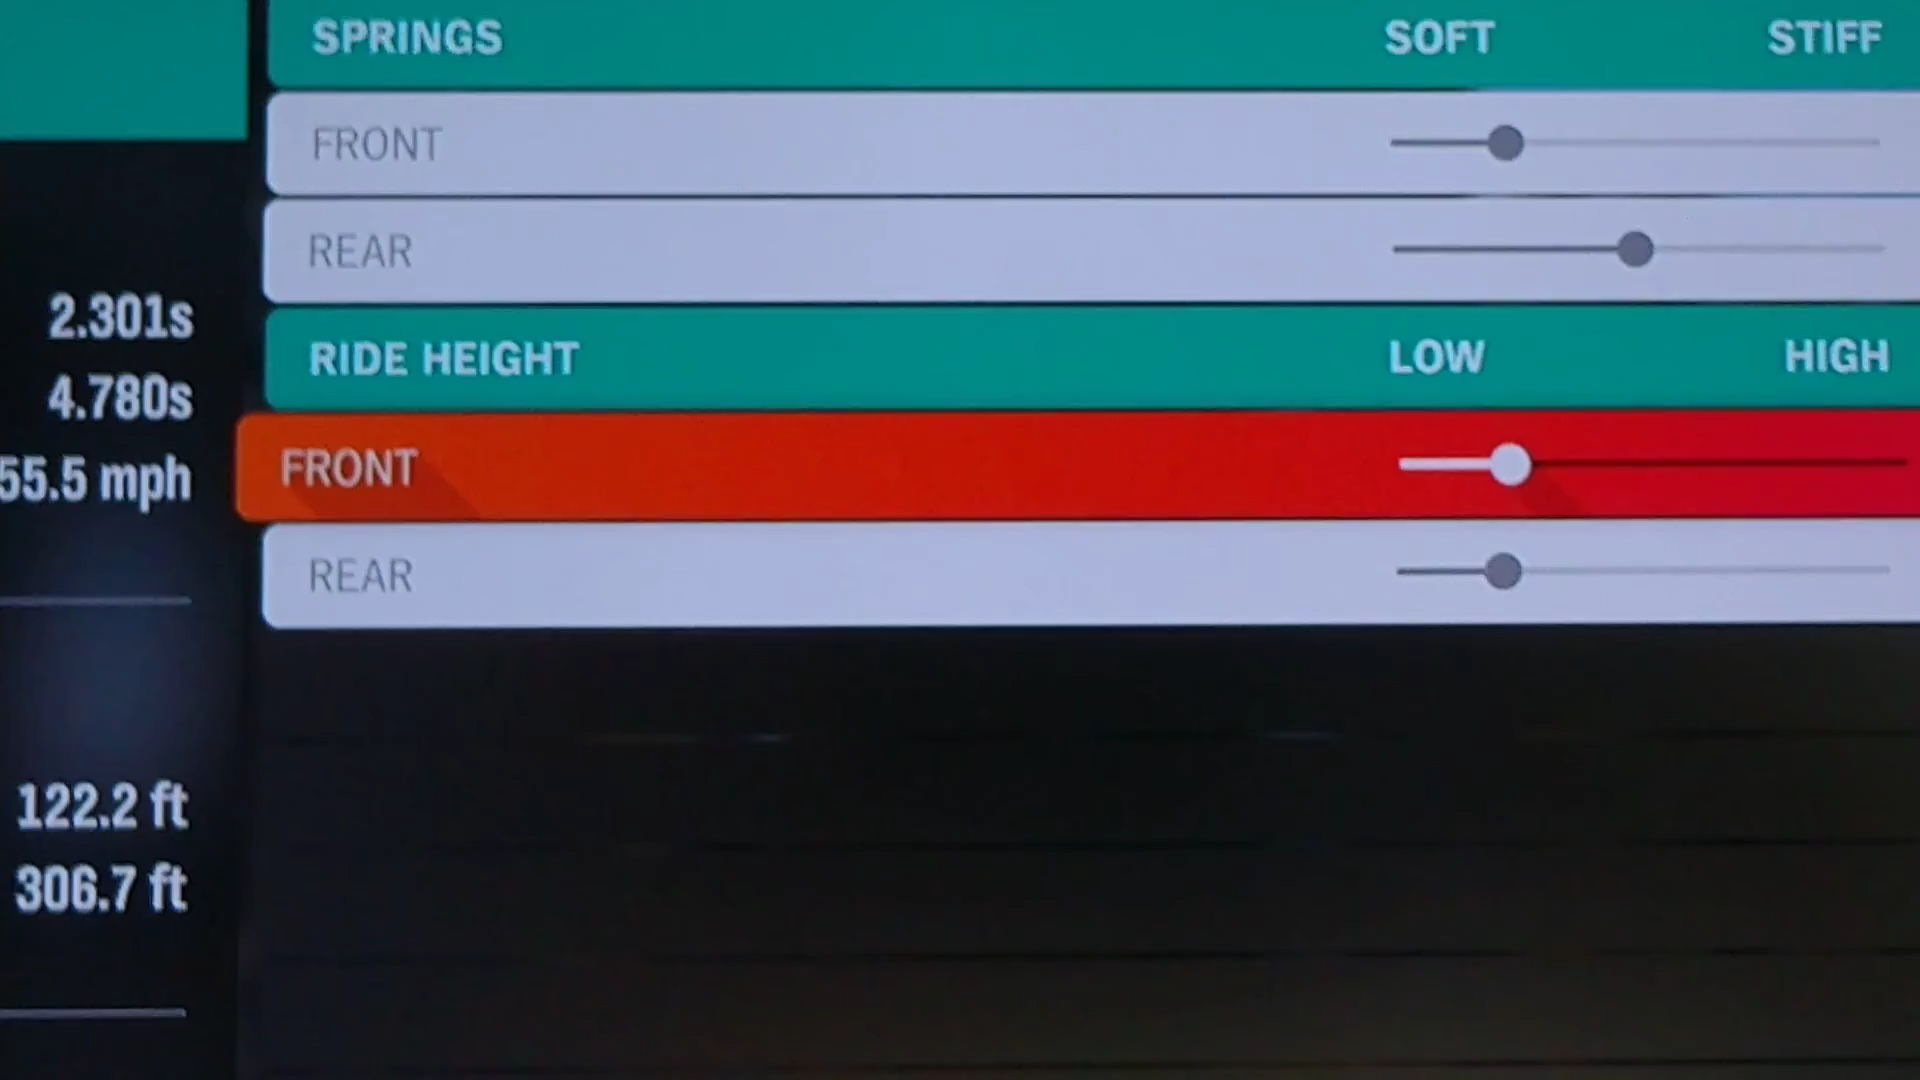 SPRINGS SOFT STIFF
FRONT
REAR
RIDE HEIGHT LOW HIGH
FRONT
REAR
2.301s
4.780s
55.5 mph
122.2 ft
306.7 ft